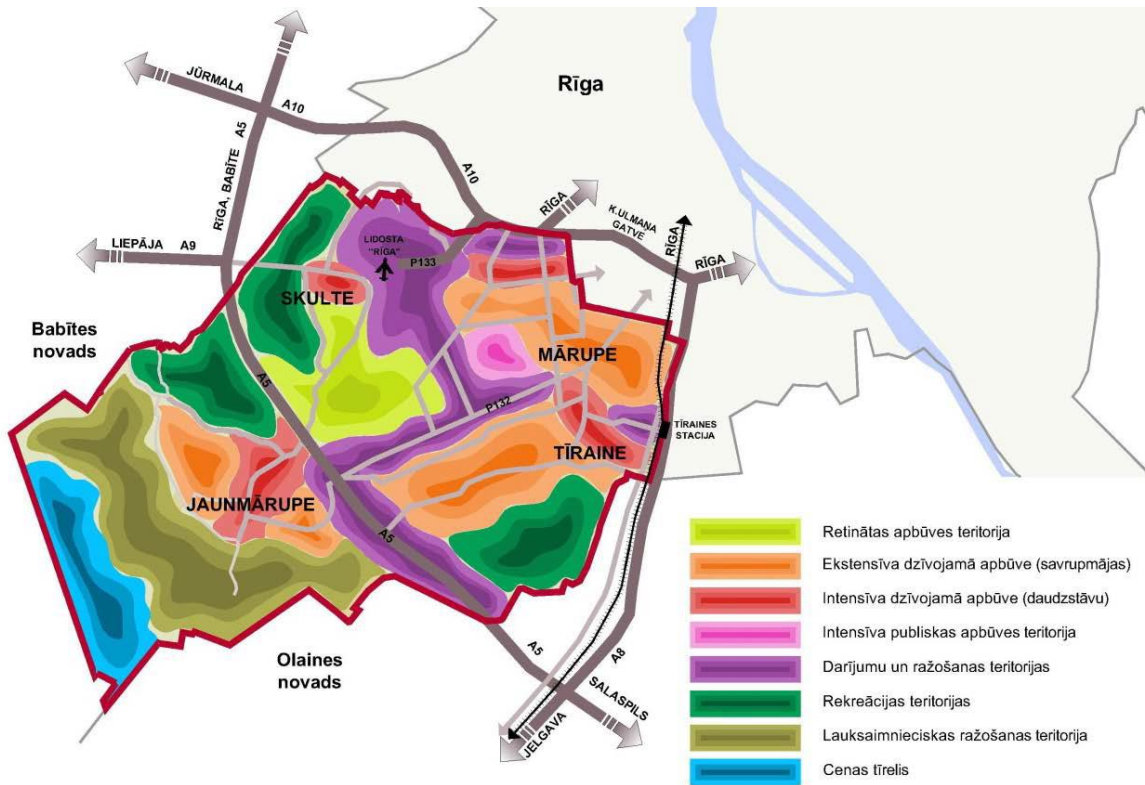 Rīga
JŪRMALA
A10
A5
RĪGA, BABĪTE
A10
RĪGA
K.ULMAŅA
GATVE
RĪGA
RĪGA
LIEPĀJA A9
LIDOSTA
"RĪGA"
P133
SKULTE
Babītes
novads
MĀRUPE
A5
P132
TĪRAINES
STACIJA
TĪRAINE
JAUNMĀRUPE
A5
Olaines
novads
A5
A8
SALASPILS
JELGAVA
Retinātas apbūves teritorija
Ekstensīva dzīvojamā apbūve (savrupmājas)
Intensīva dzīvojamā apbūve (daudzstāvu)
Intensīva publiskas apbūves teritorija
Darījumu un ražošanas teritorijas
Rekreācijas teritorijas
Lauksaimnieciskas ražošanas teritorija
Cenas tīrelis